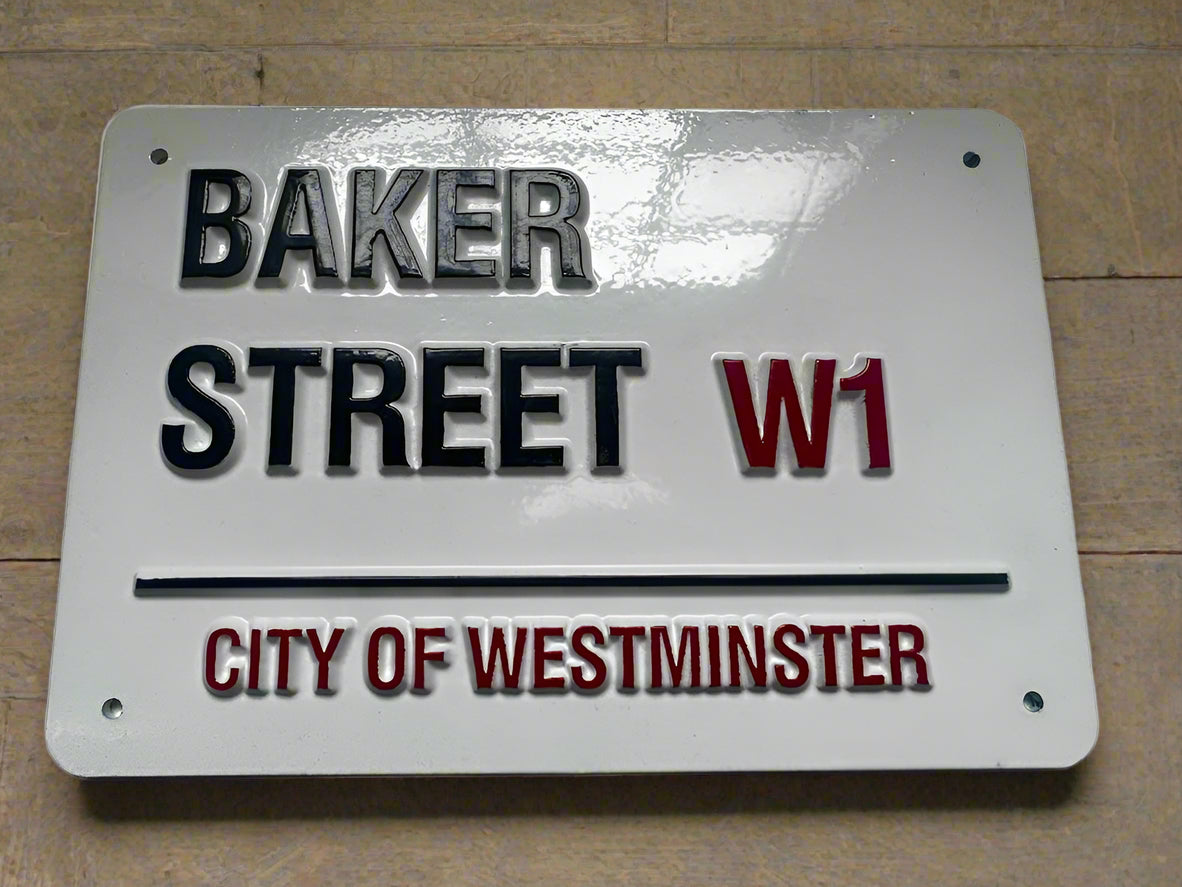 BAKER
STREET W1
CITY OF WESTMINSTER